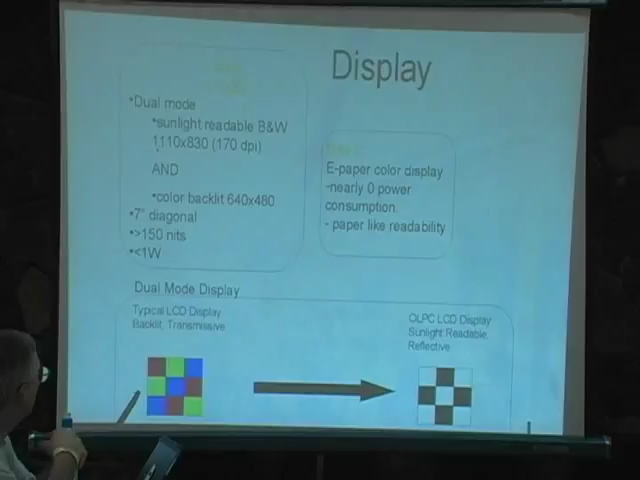 Display
•Dual mode
•sunlight readable B&W
1110x830 (170 dpi)
AND
•color backlit 640x480
•7" diagonal
•>150 nits
•<1W
E-paper color display
-nearly 0 power
consumption.
- paper like readability
Dual Mode Display
Typical LCD Display
Backlit, Transmissive
OLPC LCD Display
Sunlight Readable,
Reflective